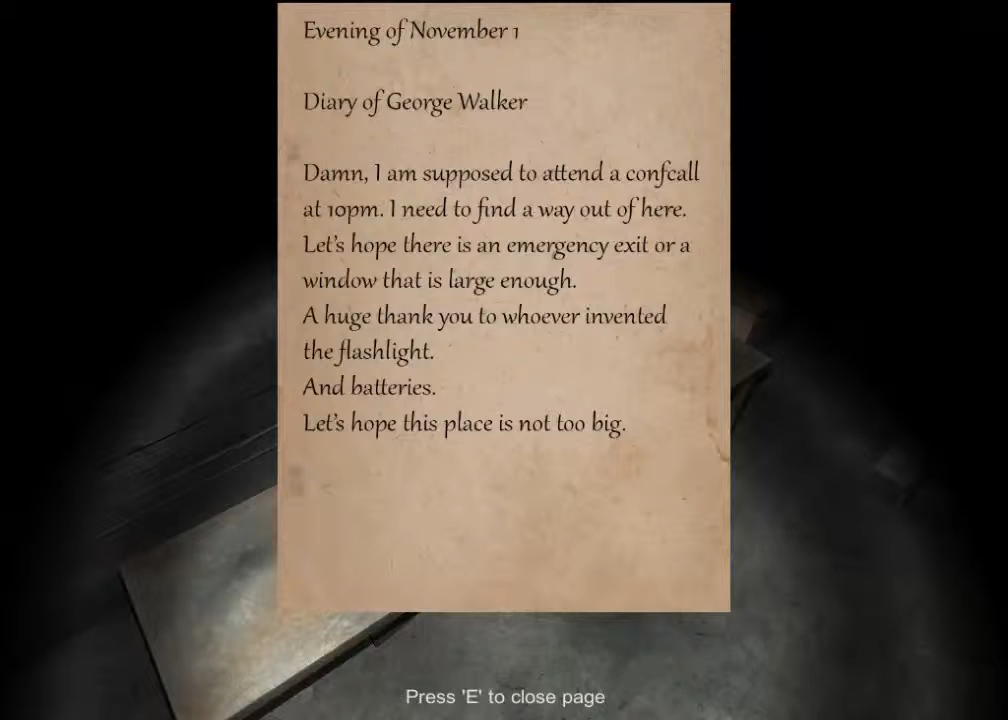 Evening of November 1
Diary of George Walker
Damn, I am supposed to attend a confcall
at 10pm. I need to find a way out of here.
Let's hope there is an emergency exit or a
window that is large enough.
A huge thank you to whoever invented
the flashlight.
And batteries.
Let's hope this place is not too big.
Press 'E' to close page